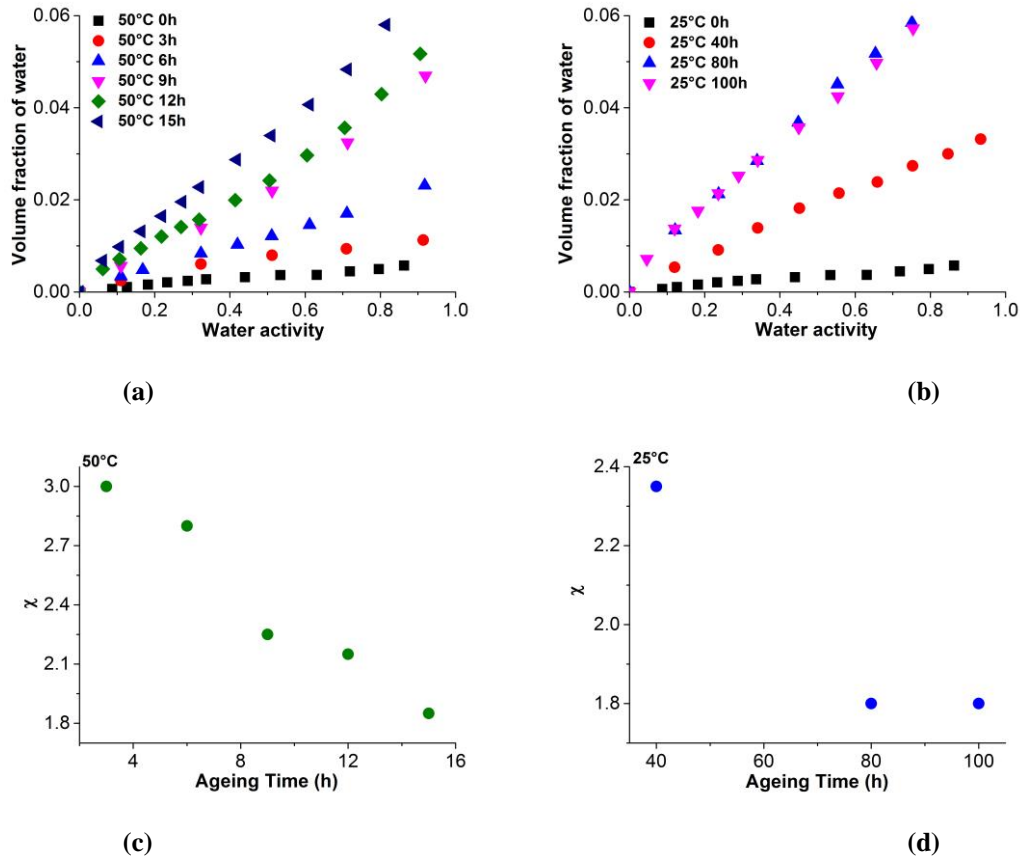 0.06
0.04
0.02
0.00
Volume fraction of water
50°C 0h
50°C 3h
50°C 6h
50°C 9h
50°C 12h
50°C 15h
0.0 0.2 0.4 0.6 0.8 1.0
Water activity
(a)
0.06
0.04
0.02
0.00
Volume fraction of water
25°C 0h
25°C 40h
25°C 80h
25°C 100h
0.0 0.2 0.4 0.6 0.8 1.0
Water activity
(b)
50°C
3.0
2.7
2.4
2.1
1.8
χ
4 8 12 16
Ageing Time (h)
(c)
25°C
2.4
2.2
2.0
1.8
χ
40 60 80 100
Ageing Time (h)
(d)